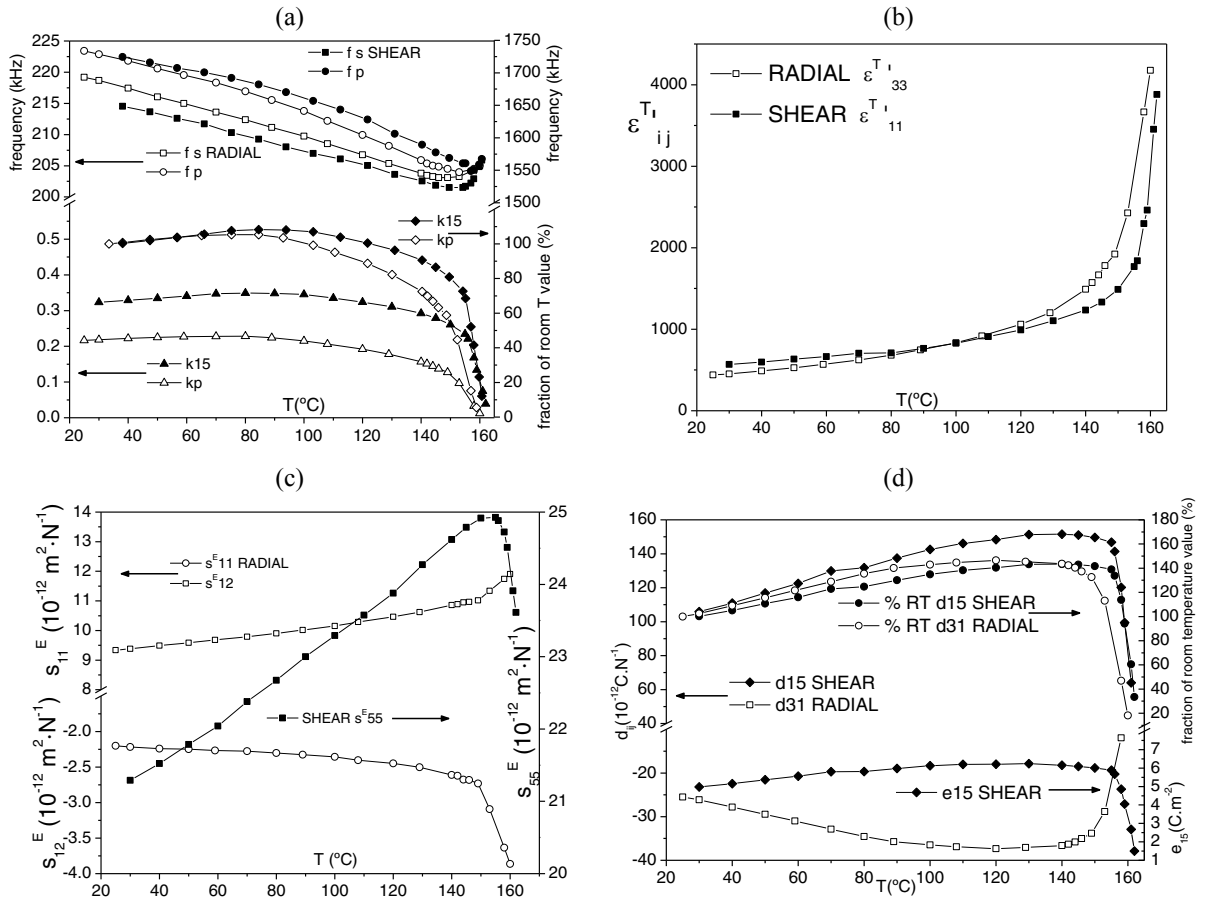 (a)
frequency (kHz)
225
220
215
210
205
200
0.5
0.4
0.3
0.2
0.1
0.0
20 40 60 80 100 120 140 160
T(ºC)
1750
1700
1650
1600
1550
1500
100
80
60
40
20
0
frequency (kHz)
fraction of room T value (%)
f s SHEAR
f p
f s RADIAL
f p
k15
kp
k15
kp
(b)
ε^T'_ij
4000
3000
2000
1000
0
20 40 60 80 100 120 140 160
T(ºC)
RADIAL ε^T'_33
SHEAR ε^T'_11
(c)
s_11^E (10^-12 m²·N^-1)
s_12^E (10^-12 m²·N^-1)
14
13
12
11
10
9
8
-2.0
-2.5
-3.0
-3.5
-4.0
20 40 60 80 100 120 140 160
T (ºC)
25
24
23
22
21
20
s_55^E (10^-12 m²·N^-1)
s^E11 RADIAL
s^E12
SHEAR s^E55
(d)
d_ij(10^-12C.N^-1)
160
140
120
100
80
60
-20
-30
-40
20 40 60 80 100 120 140 160
T(ºC)
180
160
140
120
100
80
60
40
20
7
6
5
4
3
2
1
fraction of room temperature value (%)
e_15(C.m^-2)
% RT d15 SHEAR
% RT d31 RADIAL
d15 SHEAR
d31 RADIAL
e15 SHEAR